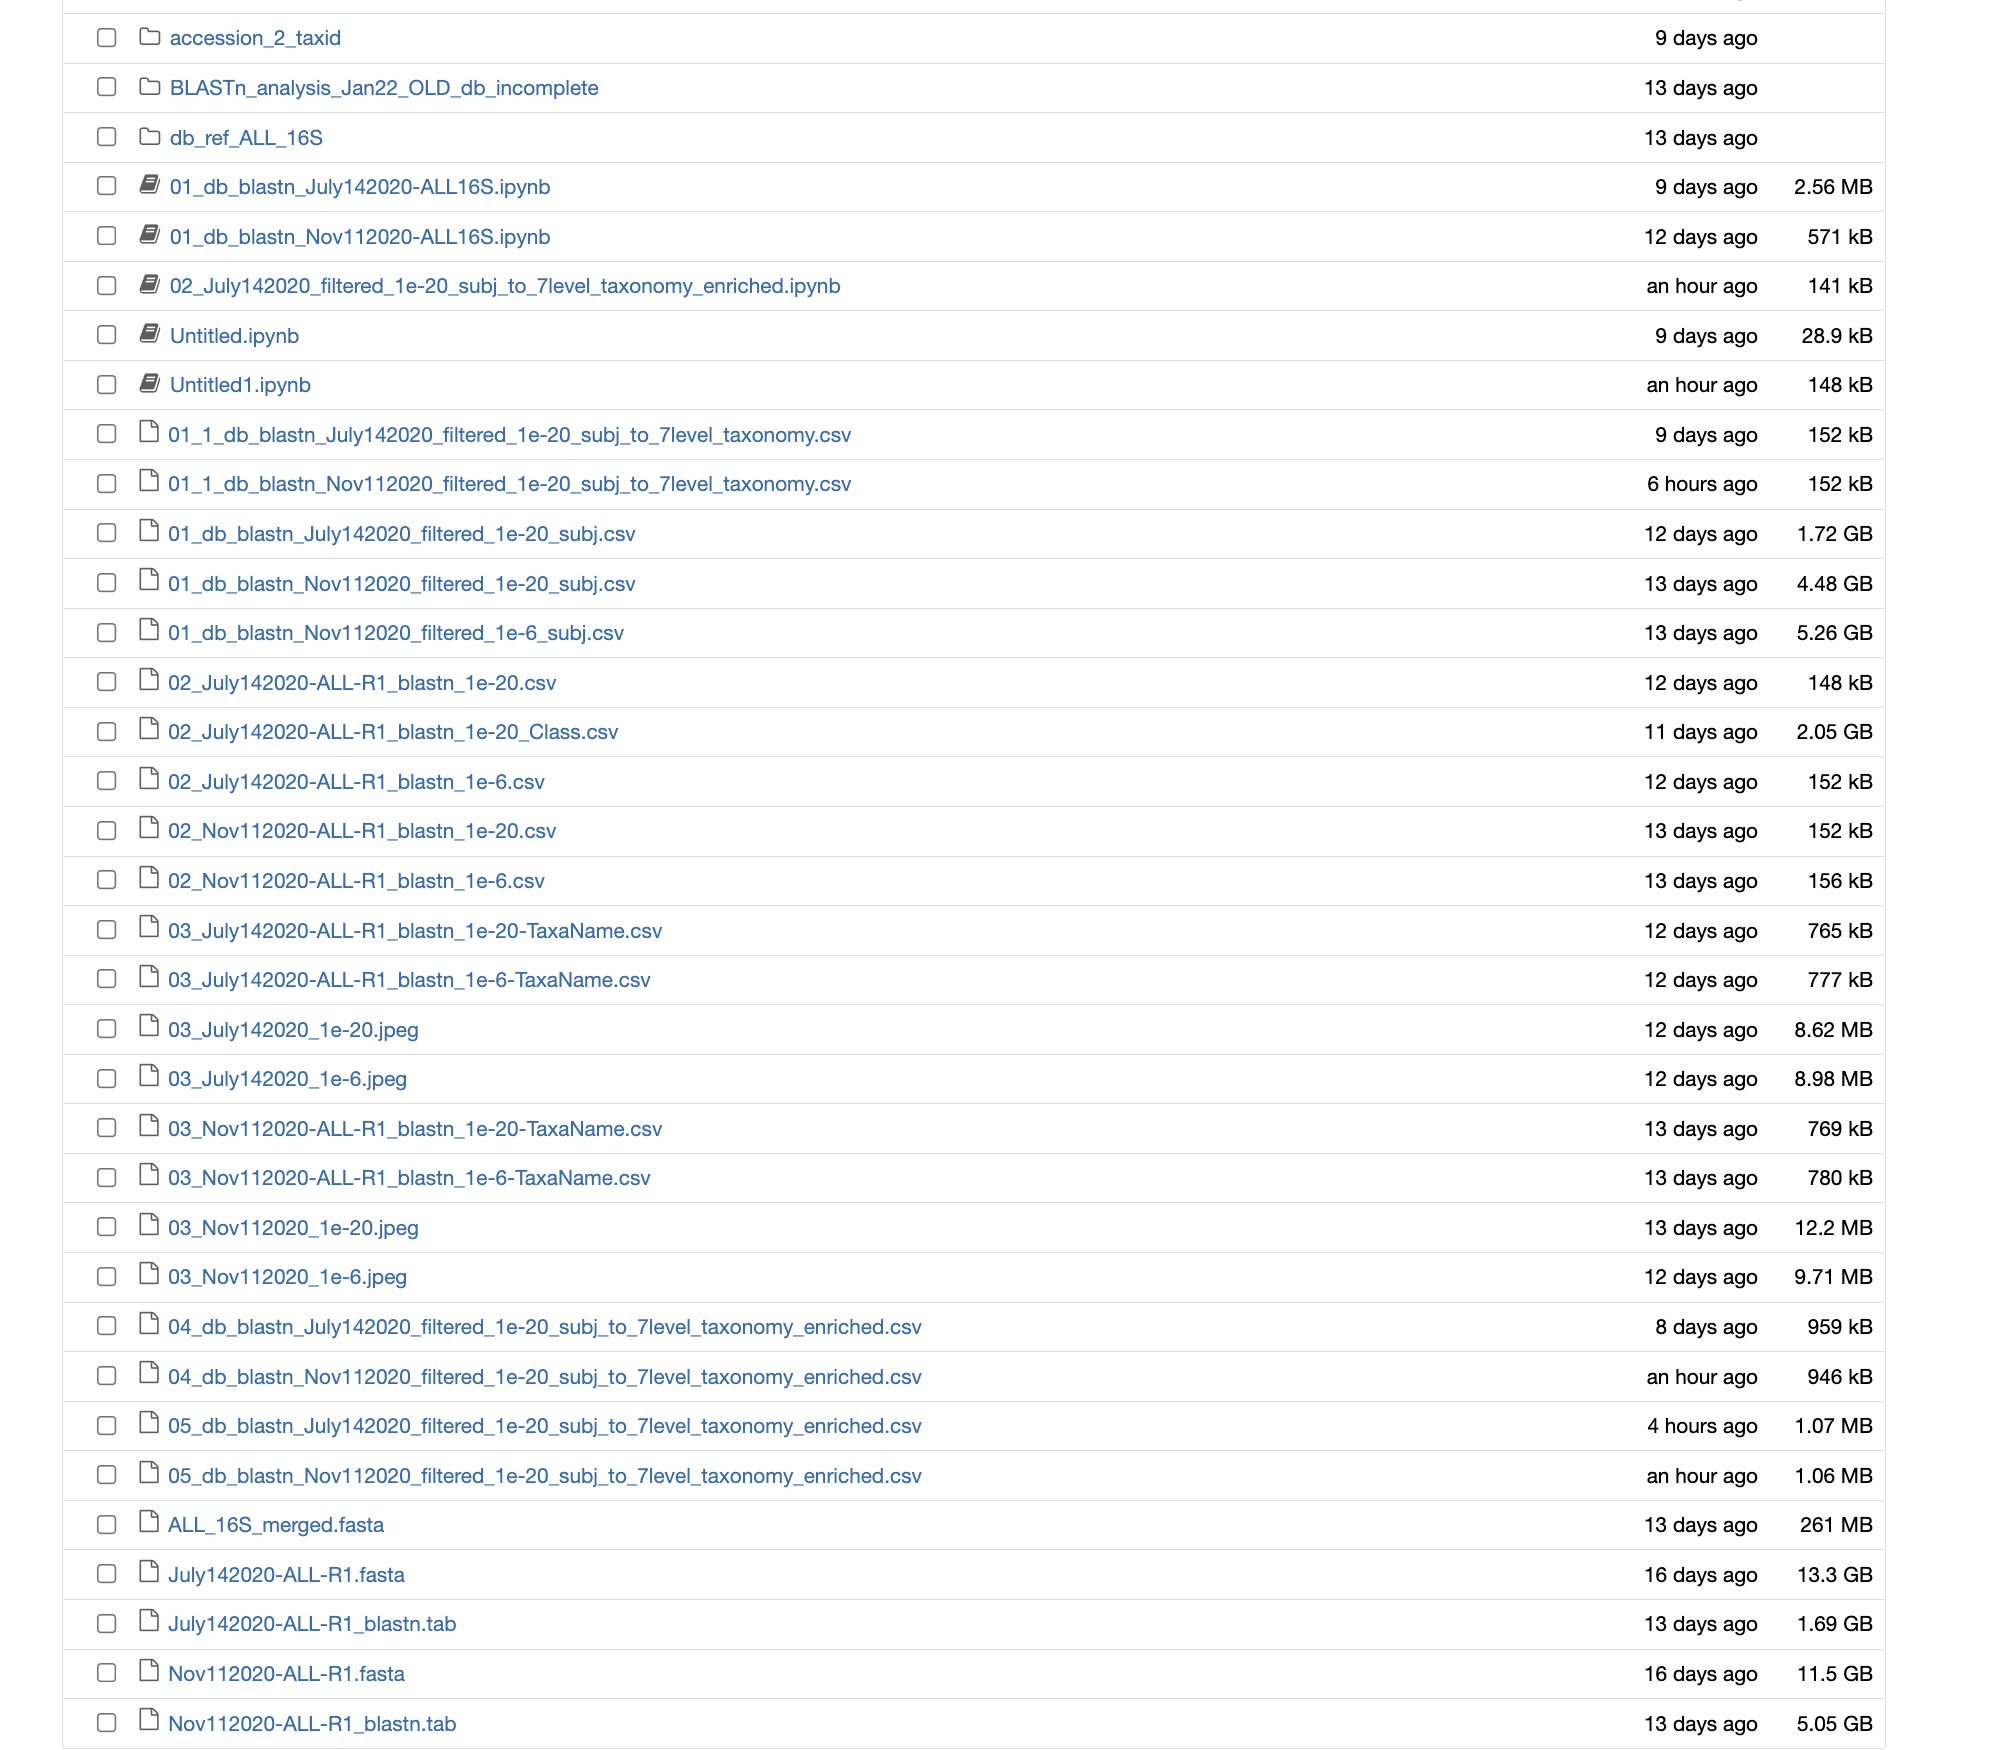 accession_2_taxid 9 days ago
BLASTn_analysis_Jan22_OLD_db_incomplete 13 days ago
db_ref_ALL_16S 13 days ago
01_db_blastn_July142020-ALL16S.ipynb 9 days ago 2.56 MB
01_db_blastn_Nov112020-ALL16S.ipynb 12 days ago 571 kB
02_July142020_filtered_1e-20_subj_to_7level_taxonomy_enriched.ipynb an hour ago 141 kB
Untitled.ipynb 9 days ago 28.9 kB
Untitled1.ipynb an hour ago 148 kB
01_1_db_blastn_July142020_filtered_1e-20_subj_to_7level_taxonomy.csv 9 days ago 152 kB
01_1_db_blastn_Nov112020_filtered_1e-20_subj_to_7level_taxonomy.csv 6 hours ago 152 kB
01_db_blastn_July142020_filtered_1e-20_subj.csv 12 days ago 1.72 GB
01_db_blastn_Nov112020_filtered_1e-20_subj.csv 13 days ago 4.48 GB
01_db_blastn_Nov112020_filtered_1e-6_subj.csv 13 days ago 5.26 GB
02_July142020-ALL-R1_blastn_1e-20.csv 12 days ago 148 kB
02_July142020-ALL-R1_blastn_1e-20_Class.csv 11 days ago 2.05 GB
02_July142020-ALL-R1_blastn_1e-6.csv 12 days ago 152 kB
02_Nov112020-ALL-R1_blastn_1e-20.csv 13 days ago 152 kB
02_Nov112020-ALL-R1_blastn_1e-6.csv 13 days ago 156 kB
03_July142020-ALL-R1_blastn_1e-20-TaxaName.csv 12 days ago 765 kB
03_July142020-ALL-R1_blastn_1e-6-TaxaName.csv 12 days ago 777 kB
03_July142020_1e-20.jpeg 12 days ago 8.62 MB
03_July142020_1e-6.jpeg 12 days ago 8.98 MB
03_Nov112020-ALL-R1_blastn_1e-20-TaxaName.csv 13 days ago 769 kB
03_Nov112020-ALL-R1_blastn_1e-6-TaxaName.csv 13 days ago 780 kB
03_Nov112020_1e-20.jpeg 13 days ago 12.2 MB
03_Nov112020_1e-6.jpeg 12 days ago 9.71 MB
04_db_blastn_July142020_filtered_1e-20_subj_to_7level_taxonomy_enriched.csv 8 days ago 959 kB
04_db_blastn_Nov112020_filtered_1e-20_subj_to_7level_taxonomy_enriched.csv an hour ago 946 kB
05_db_blastn_July142020_filtered_1e-20_subj_to_7level_taxonomy_enriched.csv 4 hours ago 1.07 MB
05_db_blastn_Nov112020_filtered_1e-20_subj_to_7level_taxonomy_enriched.csv an hour ago 1.06 MB
ALL_16S_merged.fasta 13 days ago 261 MB
July142020-ALL-R1.fasta 16 days ago 13.3 GB
July142020-ALL-R1_blastn.tab 13 days ago 1.69 GB
Nov112020-ALL-R1.fasta 16 days ago 11.5 GB
Nov112020-ALL-R1_blastn.tab 13 days ago 5.05 GB